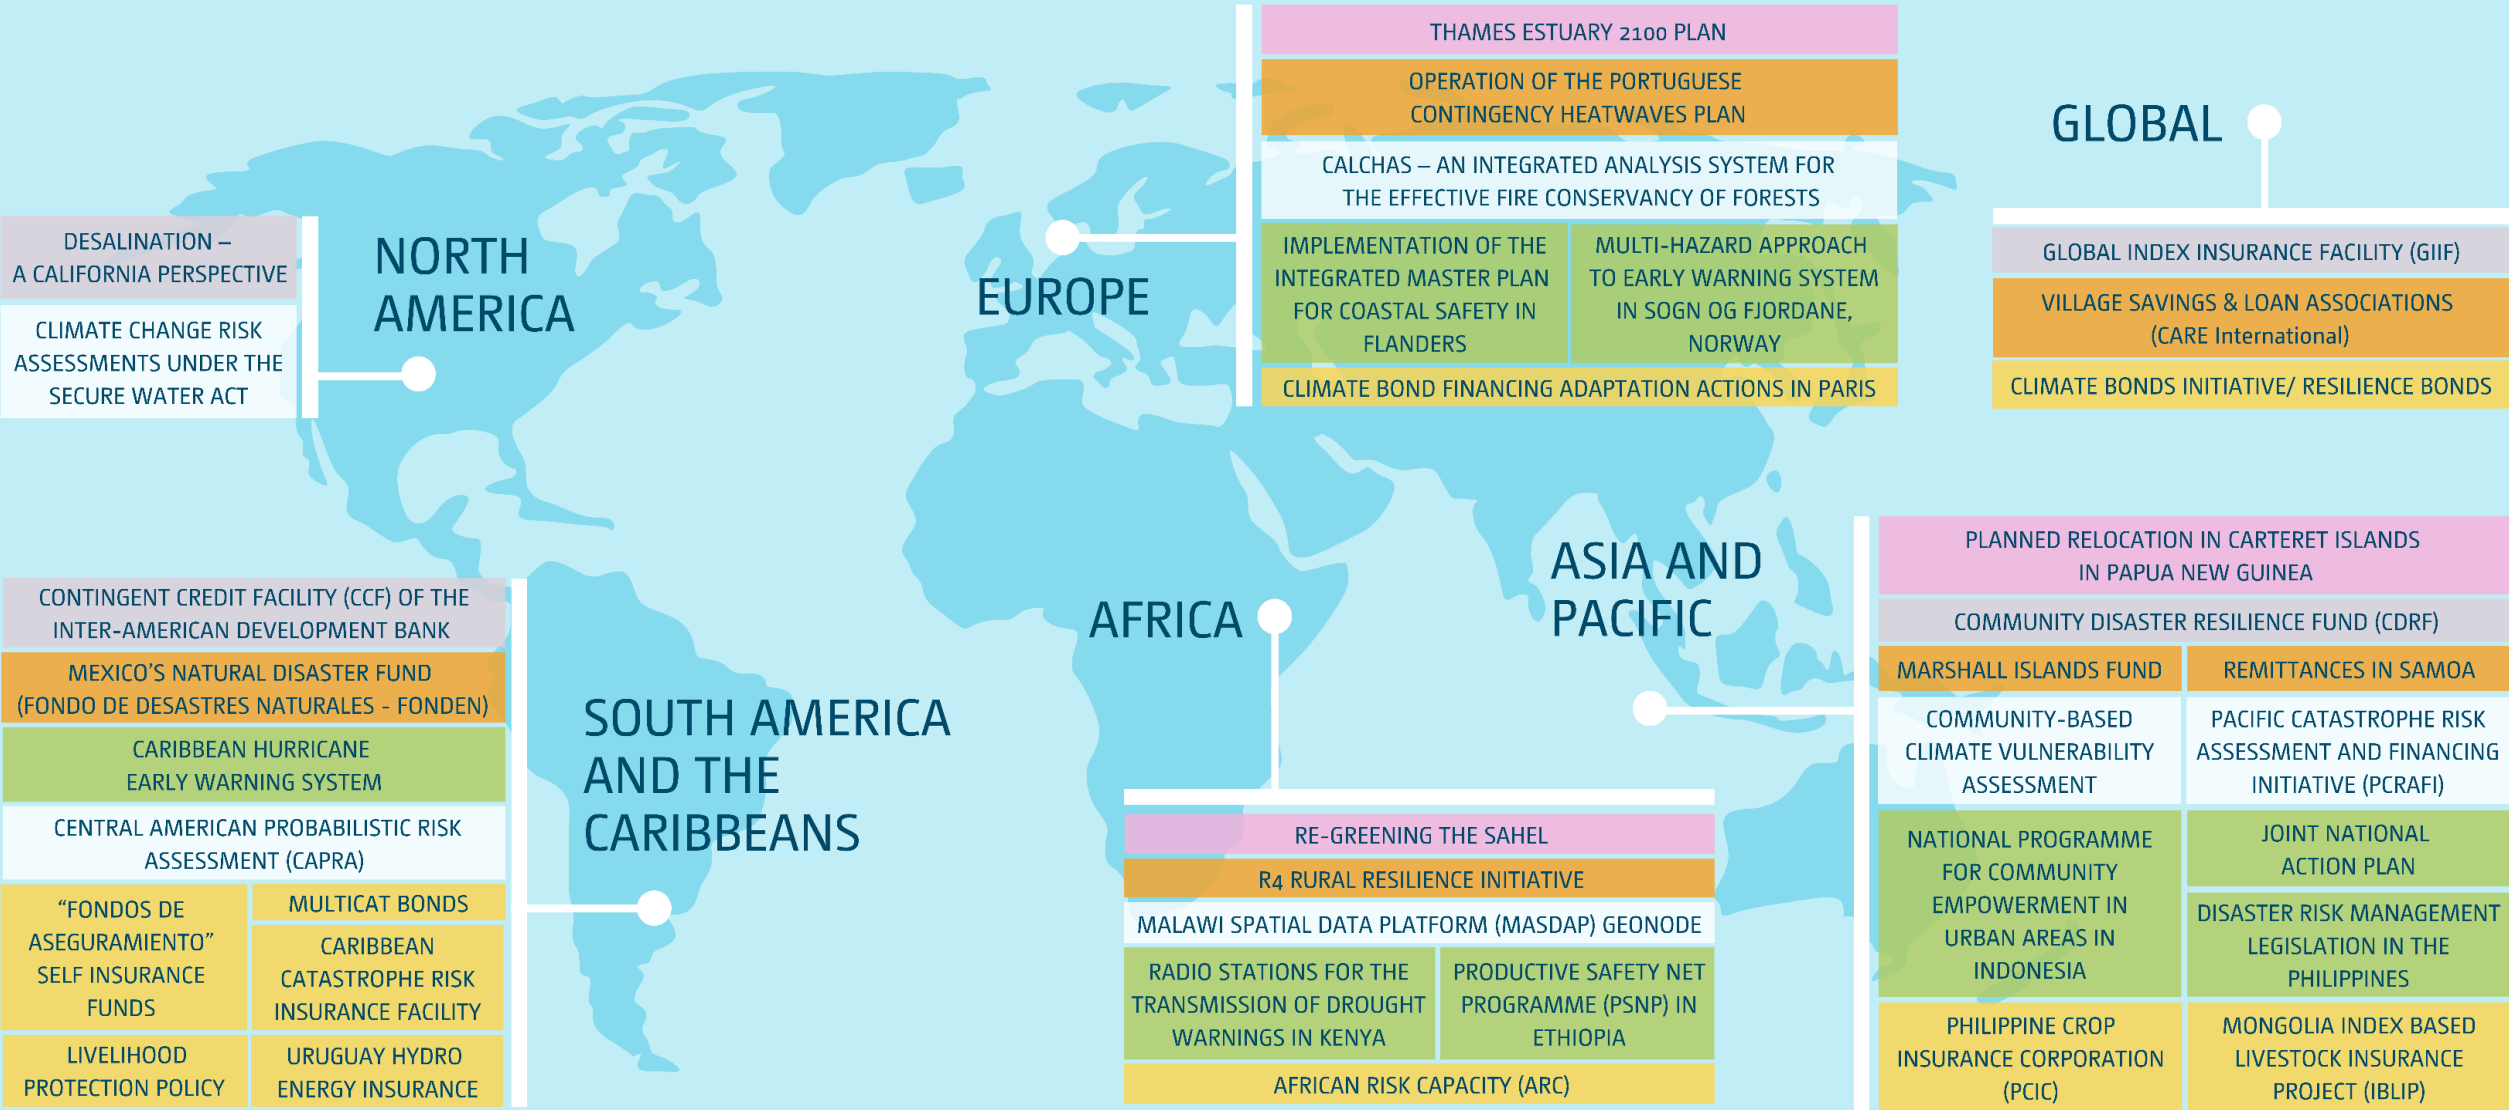 THAMES ESTUARY 2100 PLAN
OPERATION OF THE PORTUGUESE
CONTINGENCY HEATWAVES PLAN
CALCHAS – AN INTEGRATED ANALYSIS SYSTEM FOR
THE EFFECTIVE FIRE CONSERVANCY OF FORESTS
IMPLEMENTATION OF THE
INTEGRATED MASTER PLAN
FOR COASTAL SAFETY IN
FLANDERS
MULTI-HAZARD APPROACH
TO EARLY WARNING SYSTEM
IN SOGN OG FJORDANE,
NORWAY
CLIMATE BOND FINANCING ADAPTATION ACTIONS IN PARIS
EUROPE
GLOBAL
GLOBAL INDEX INSURANCE FACILITY (GIIF)
VILLAGE SAVINGS & LOAN ASSOCIATIONS
(CARE International)
CLIMATE BONDS INITIATIVE/ RESILIENCE BONDS
DESALINATION –
A CALIFORNIA PERSPECTIVE
CLIMATE CHANGE RISK
ASSESSMENTS UNDER THE
SECURE WATER ACT
NORTH
AMERICA
CONTINGENT CREDIT FACILITY (CCF) OF THE
INTER-AMERICAN DEVELOPMENT BANK
MEXICO'S NATURAL DISASTER FUND
(FONDO DE DESASTRES NATURALES - FONDEN)
CARIBBEAN HURRICANE
EARLY WARNING SYSTEM
CENTRAL AMERICAN PROBABILISTIC RISK
ASSESSMENT (CAPRA)
“FONDOS DE
ASEGURAMIENTO”
SELF INSURANCE
FUNDS
MULTICAT BONDS
CARIBBEAN
CATASTROPHE RISK
INSURANCE FACILITY
LIVELIHOOD
PROTECTION POLICY
URUGUAY HYDRO
ENERGY INSURANCE
SOUTH AMERICA
AND THE
CARIBBEANS
AFRICA
RE-GREENING THE SAHEL
R4 RURAL RESILIENCE INITIATIVE
MALAWI SPATIAL DATA PLATFORM (MASDAP) GEONODE
RADIO STATIONS FOR THE
TRANSMISSION OF DROUGHT
WARNINGS IN KENYA
PRODUCTIVE SAFETY NET
PROGRAMME (PSNP) IN
ETHIOPIA
AFRICAN RISK CAPACITY (ARC)
ASIA AND
PACIFIC
PLANNED RELOCATION IN CARTERET ISLANDS
IN PAPUA NEW GUINEA
COMMUNITY DISASTER RESILIENCE FUND (CDRF)
MARSHALL ISLANDS FUND
REMITTANCES IN SAMOA
COMMUNITY-BASED
CLIMATE VULNERABILITY
ASSESSMENT
PACIFIC CATASTROPHE RISK
ASSESSMENT AND FINANCING
INITIATIVE (PCRAFI)
NATIONAL PROGRAMME
FOR COMMUNITY
EMPOWERMENT IN
URBAN AREAS IN
INDONESIA
JOINT NATIONAL
ACTION PLAN
DISASTER RISK MANAGEMENT
LEGISLATION IN THE
PHILIPPINES
PHILIPPINE CROP
INSURANCE CORPORATION
(PCIC)
MONGOLIA INDEX BASED
LIVESTOCK INSURANCE
PROJECT (IBLIP)